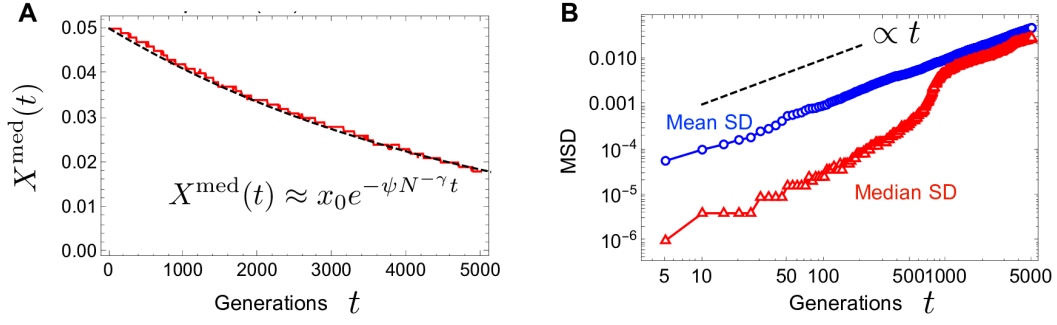 A
0.05
0.04
0.03
0.02
0.01
0.00
X^med(t)
X^med(t) ≈ x₀e^{−ψN^{−γ}t}
0
1000
2000
3000
4000
5000
Generations t
B
0.010
0.001
10^-4
10^-5
10^-6
MSD
∝ t
Mean SD
Median SD
5
10
50
100
500
1000
5000
Generations t